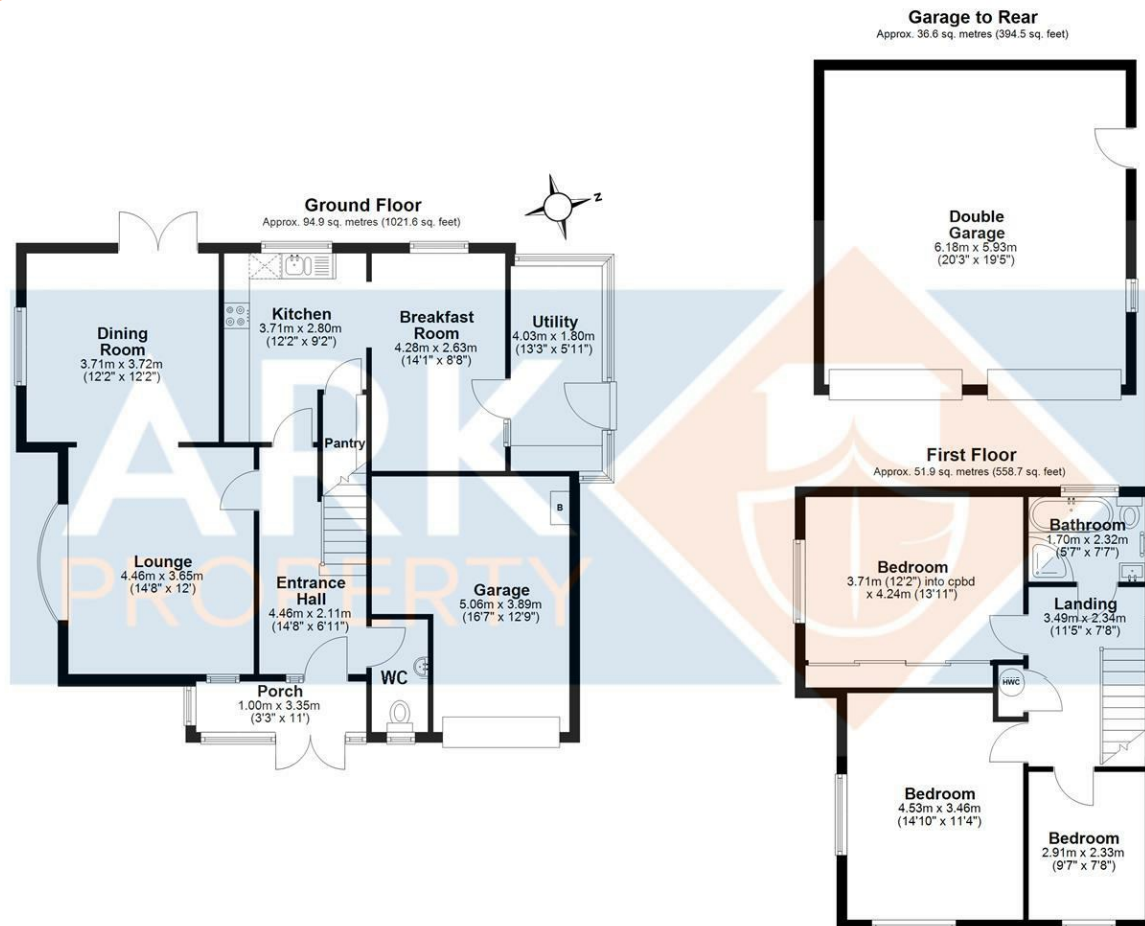 Garage to Rear
Approx. 36.6 sq. metres (394.5 sq. feet)
Double
Garage
6.18m x 5.93m
(20'3" x 19'5")
Ground Floor
Approx. 94.9 sq. metres (1021.6 sq. feet)
N
Dining
Room
3.71m x 3.72m
(12'2" x 12'2")
Kitchen
3.71m x 2.80m
(12'2" x 9'2")
Breakfast
Room
4.28m x 2.63m
(14'1" x 8'8")
Utility
4.03m x 1.80m
(13'3" x 5'11")
Pantry
B
Lounge
4.46m x 3.65m
(14'8" x 12')
Entrance
Hall
4.46m x 2.11m
(14'8" x 6'11")
Garage
5.06m x 3.89m
(16'7" x 12'9")
WC
Porch
1.00m x 3.35m
(3'3" x 11')
First Floor
Approx. 51.9 sq. metres (558.7 sq. feet)
Bedroom
3.71m (12'2") into cpbd
x 4.24m (13'11")
Bathroom
1.70m x 2.32m
(5'7" x 7'7")
Landing
3.49m x 2.34m
(11'5" x 7'8")
HWC
Bedroom
4.53m x 3.46m
(14'10" x 11'4")
Bedroom
2.91m x 2.33m
(9'7" x 7'8")
ARK
PROPERTY